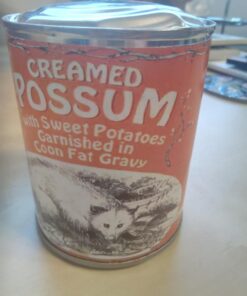 CREAMED
POSSUM
with Sweet Potatoes
Garnished in
Coon Fat Gravy